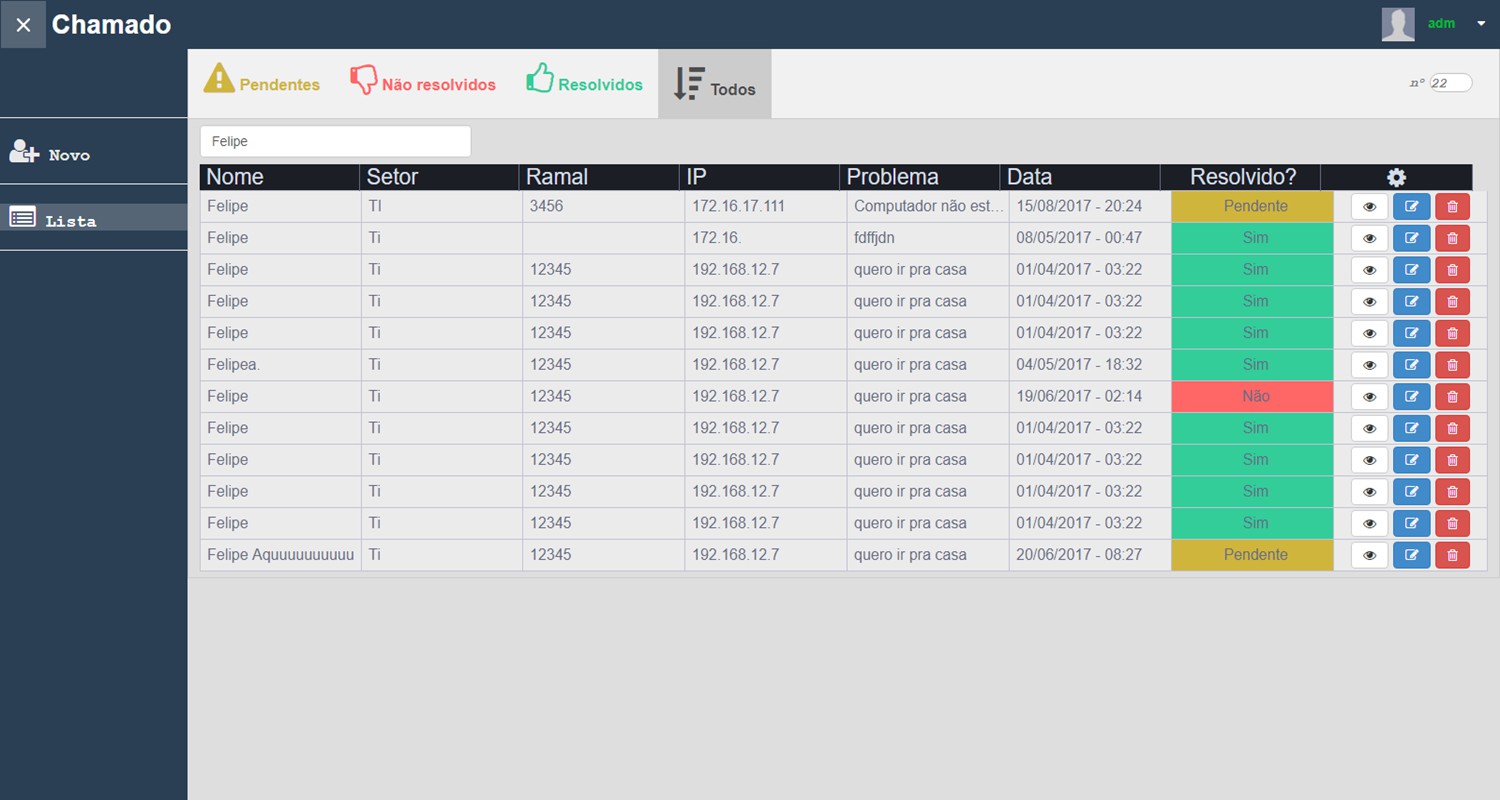 Chamado
adm
Pendentes Não resolvidos Resolvidos Todos nº 22
Novo
Lista
Felipe
Nome Setor Ramal IP Problema Data Resolvido?
Felipe TI 3456 172.16.17.111 Computador não est... 15/08/2017 - 20:24 Pendente
Felipe Ti 172.16. fdffjdn 08/05/2017 - 00:47 Sim
Felipe Ti 12345 192.168.12.7 quero ir pra casa 01/04/2017 - 03:22 Sim
Felipe Ti 12345 192.168.12.7 quero ir pra casa 01/04/2017 - 03:22 Sim
Felipe Ti 12345 192.168.12.7 quero ir pra casa 01/04/2017 - 03:22 Sim
Felipea. Ti 12345 192.168.12.7 quero ir pra casa 04/05/2017 - 18:32 Sim
Felipe Ti 12345 192.168.12.7 quero ir pra casa 19/06/2017 - 02:14 Não
Felipe Ti 12345 192.168.12.7 quero ir pra casa 01/04/2017 - 03:22 Sim
Felipe Ti 12345 192.168.12.7 quero ir pra casa 01/04/2017 - 03:22 Sim
Felipe Ti 12345 192.168.12.7 quero ir pra casa 01/04/2017 - 03:22 Sim
Felipe Ti 12345 192.168.12.7 quero ir pra casa 01/04/2017 - 03:22 Sim
Felipe Aquuuuuuuuuu Ti 12345 192.168.12.7 quero ir pra casa 20/06/2017 - 08:27 Pendente